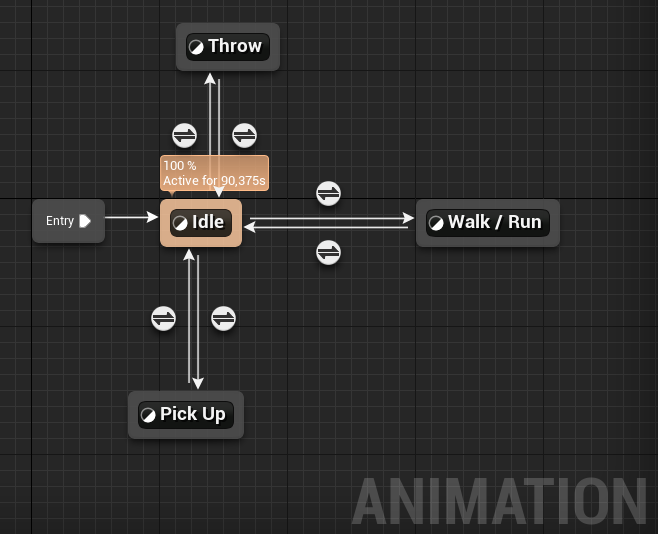 Throw
100 %
Active for 90,375s
Entry
Idle
Walk / Run
Pick Up
ANIMATION